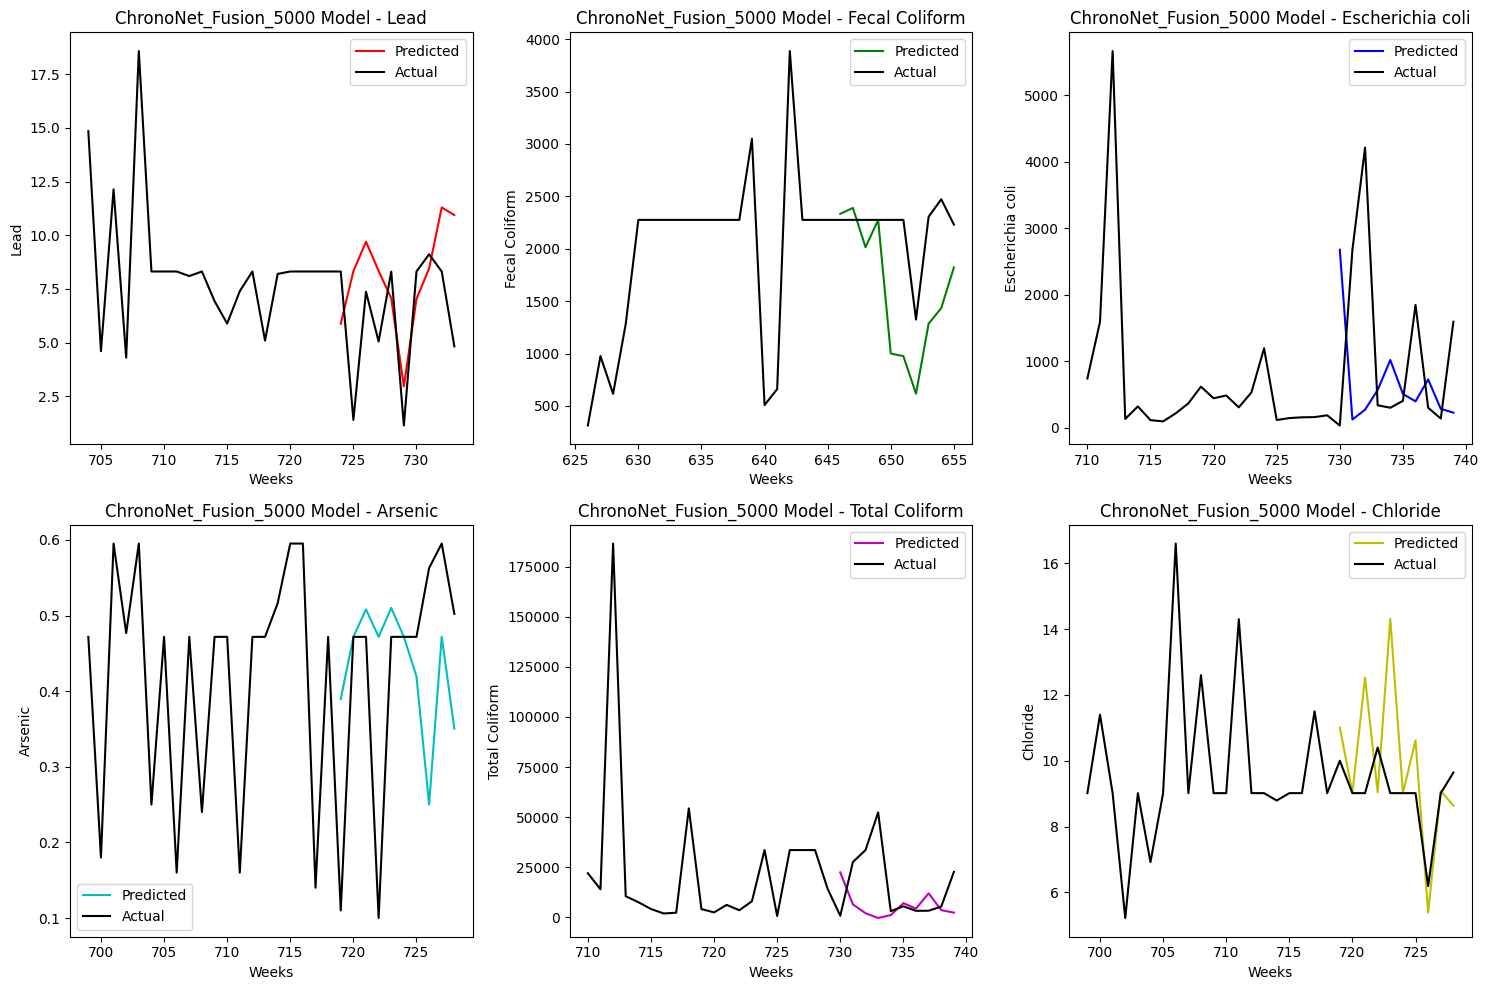 ChronoNet_Fusion_5000 Model - Lead
Predicted
Actual
17.5
15.0
12.5
10.0
7.5
5.0
2.5
Lead
705 710 715 720 725 730
Weeks
ChronoNet_Fusion_5000 Model - Fecal Coliform
Predicted
Actual
4000
3500
3000
2500
2000
1500
1000
500
Fecal Coliform
625 630 635 640 645 650 655
Weeks
ChronoNet_Fusion_5000 Model - Escherichia coli
Predicted
Actual
5000
4000
3000
2000
1000
0
Escherichia coli
710 715 720 725 730 735 740
Weeks
ChronoNet_Fusion_5000 Model - Arsenic
0.6
0.5
0.4
0.3
0.2
0.1
Arsenic
Predicted
Actual
700 705 710 715 720 725
Weeks
ChronoNet_Fusion_5000 Model - Total Coliform
Predicted
Actual
175000
150000
125000
100000
75000
50000
25000
0
Total Coliform
710 715 720 725 730 735 740
Weeks
ChronoNet_Fusion_5000 Model - Chloride
Predicted
Actual
16
14
12
10
8
6
Chloride
700 705 710 715 720 725
Weeks